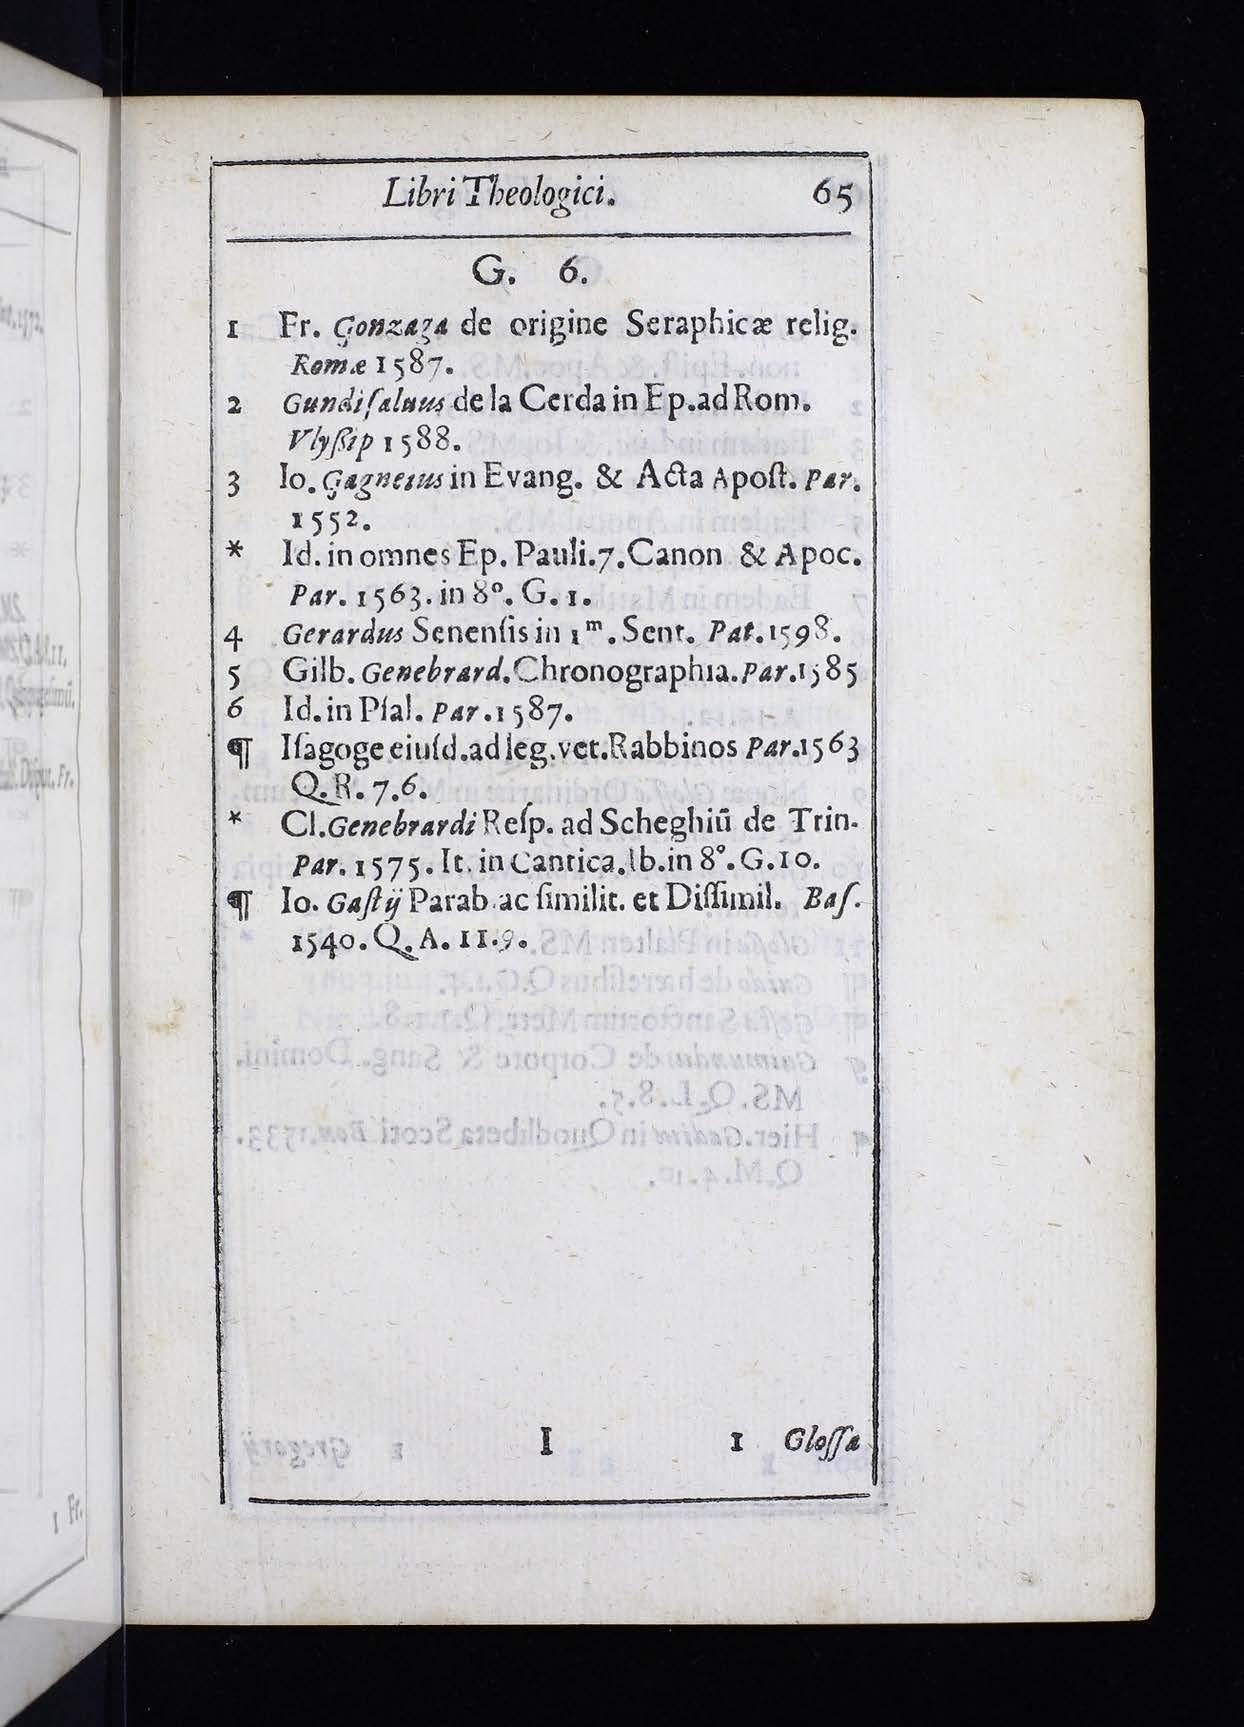 Libri Theologici. 65
G. 6.
1 Fr. Gonzaga de origine Seraphicæ relig.
Romæ 1587.
2 Gundiſaluus de la Cerda in Ep. ad Rom.
Vlyßip 1588.
3 Io. Gagneius in Evang. & Acta Apoſt. Par.
1552.
* Id. in omnes Ep. Pauli. 7. Canon & Apoc.
Par. 1563. in 8°. G. 1.
4 Gerardus Senenſis in 1ᵐ. Sent. Pat. 1598.
5 Gilb. Genebrard. Chronographia. Par. 1585
6 Id. in Pſal. Par. 1587.
¶ Iſagoge eiuſd. ad leg. vet. Rabbinos Par. 1563
Q. R. 7. 6.
* Cl. Genebrardi Reſp. ad Scheghiū de Trin.
Par. 1575. It. in Cantica. Ib. in 8°. G. 10.
¶ Io. Gaſtij Parab. ac ſimilit. et Diſſimil. Baſ.
1540. Q. A. 11. 9.
I 1 Gloſſa